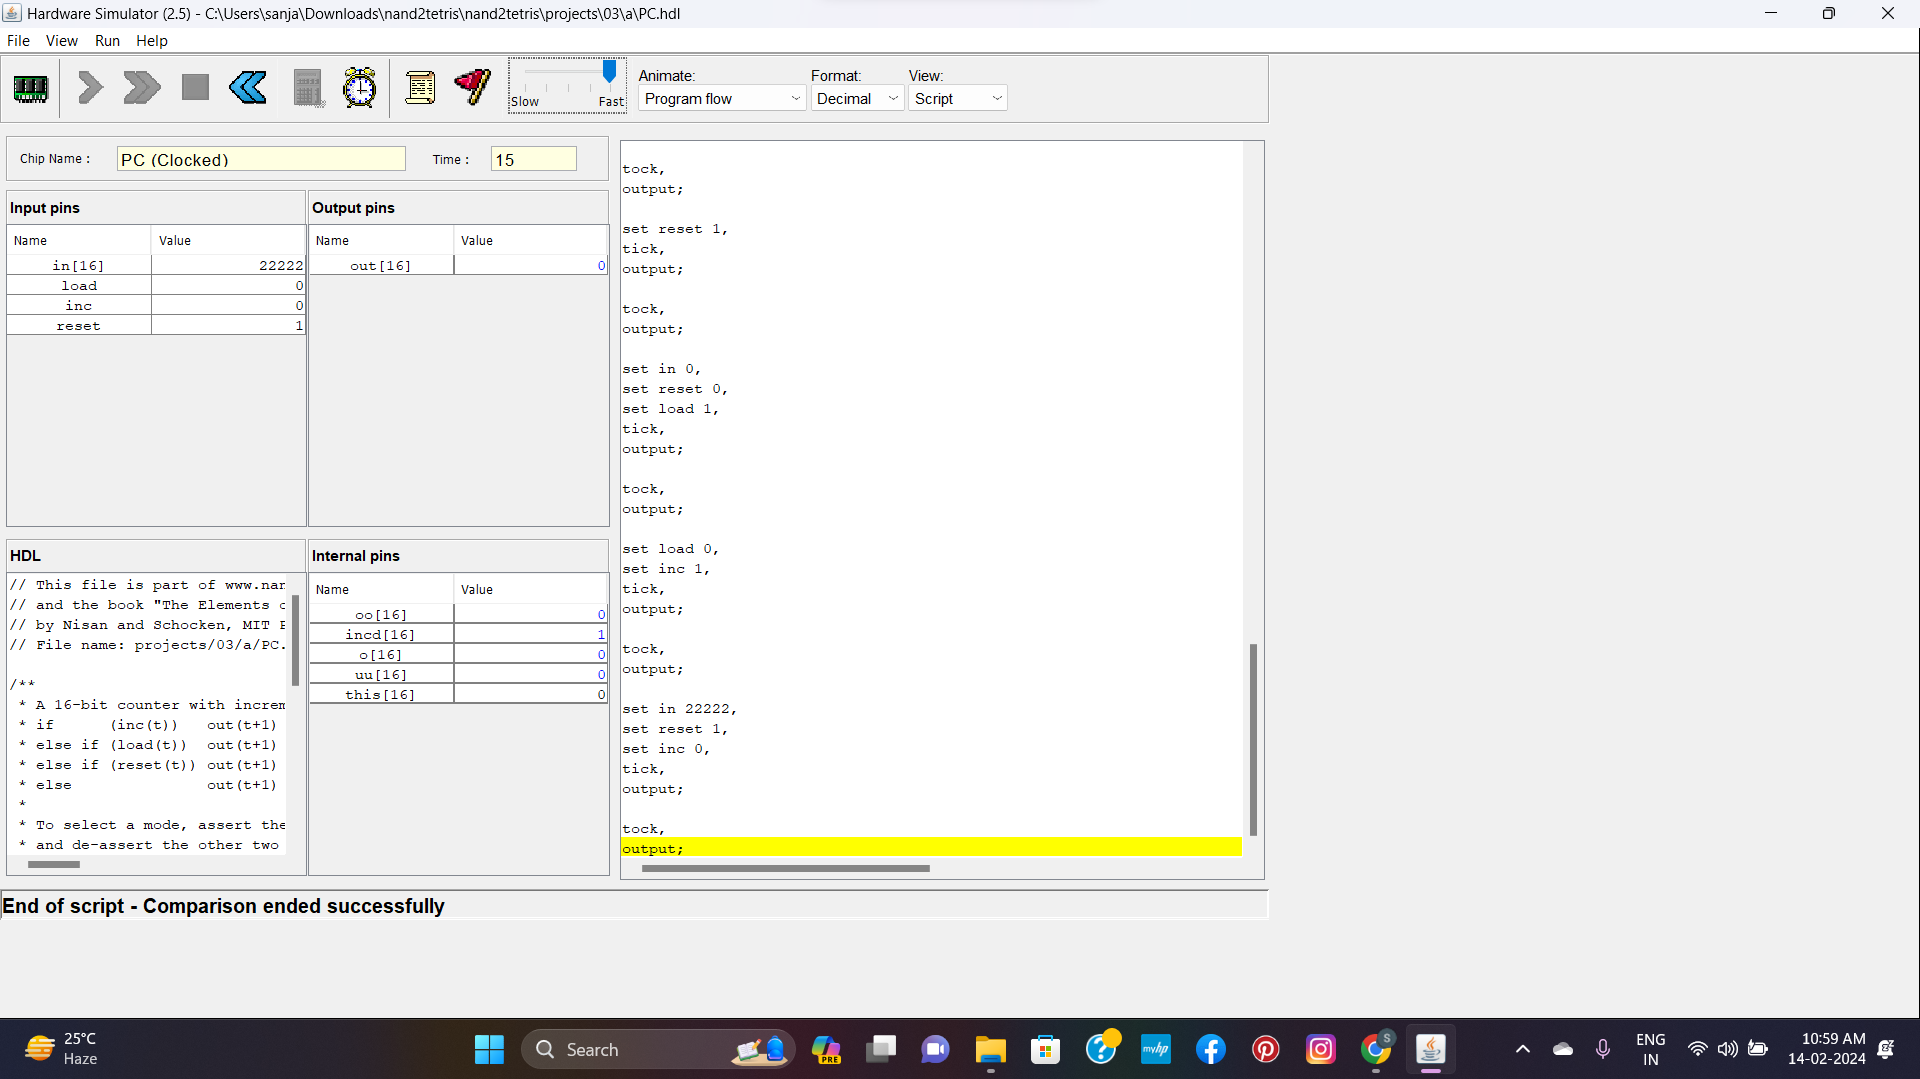 Hardware Simulator (2.5) - C:\Users\sanja\Downloads\nand2tetris\nand2tetris\projects\03\a\PC.hdl
File View Run Help
Slow Fast
Animate:
Program flow
Format:
Decimal
View:
Script
Chip Name :
PC (Clocked)
Time :
15
Input pins
Name Value
in[16] 22222
load 0
inc 0
reset 1
Output pins
Name Value
out[16] 0
HDL
// This file is part of www.nan
// and the book "The Elements o
// by Nisan and Schocken, MIT P
// File name: projects/03/a/PC.
/**
* A 16-bit counter with increm
* if (inc(t)) out(t+1)
* else if (load(t)) out(t+1)
* else if (reset(t)) out(t+1)
* else out(t+1)
*
* To select a mode, assert the
* and de-assert the other two
Internal pins
Name Value
oo[16] 0
incd[16] 1
o[16] 0
uu[16] 0
this[16] 0
tock,
output;
set reset 1,
tick,
output;
tock,
output;
set in 0,
set reset 0,
set load 1,
tick,
output;
tock,
output;
set load 0,
set inc 1,
tick,
output;
tock,
output;
set in 22222,
set reset 1,
set inc 0,
tick,
output;
tock,
output;
End of script - Comparison ended successfully
25°C
Haze
Search
PRE
myhp
S
ENG
IN
10:59 AM
14-02-2024